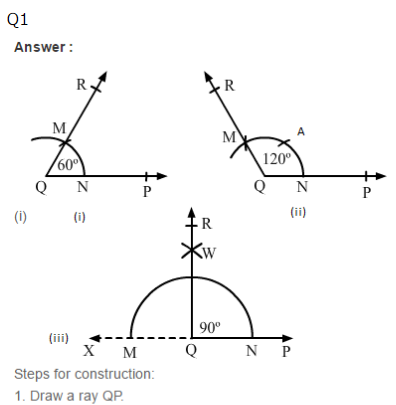 Q1
Answer :
R R
M M A
60° 120°
Q N P Q N P
(i) (i) (ii)
R
W
90°
(iii) X M Q N P
Steps for construction:
1. Draw a ray QP.